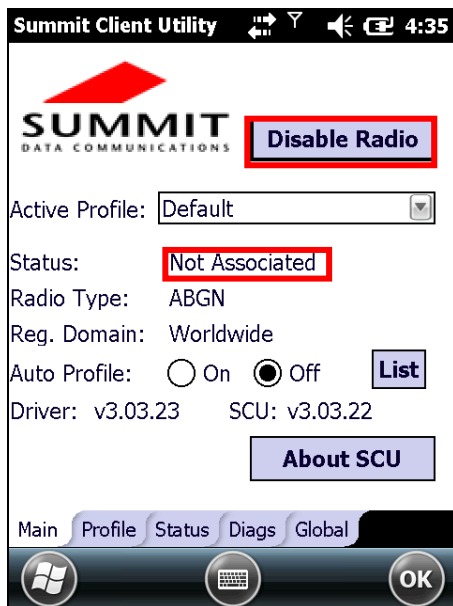 Summit Client Utility 4:35
SUMMIT
DATA COMMUNICATIONS
Disable Radio
Active Profile: Default
Status: Not Associated
Radio Type: ABGN
Reg. Domain: Worldwide
Auto Profile: On Off List
Driver: v3.03.23 SCU: v3.03.22
About SCU
Main Profile Status Diags Global
OK